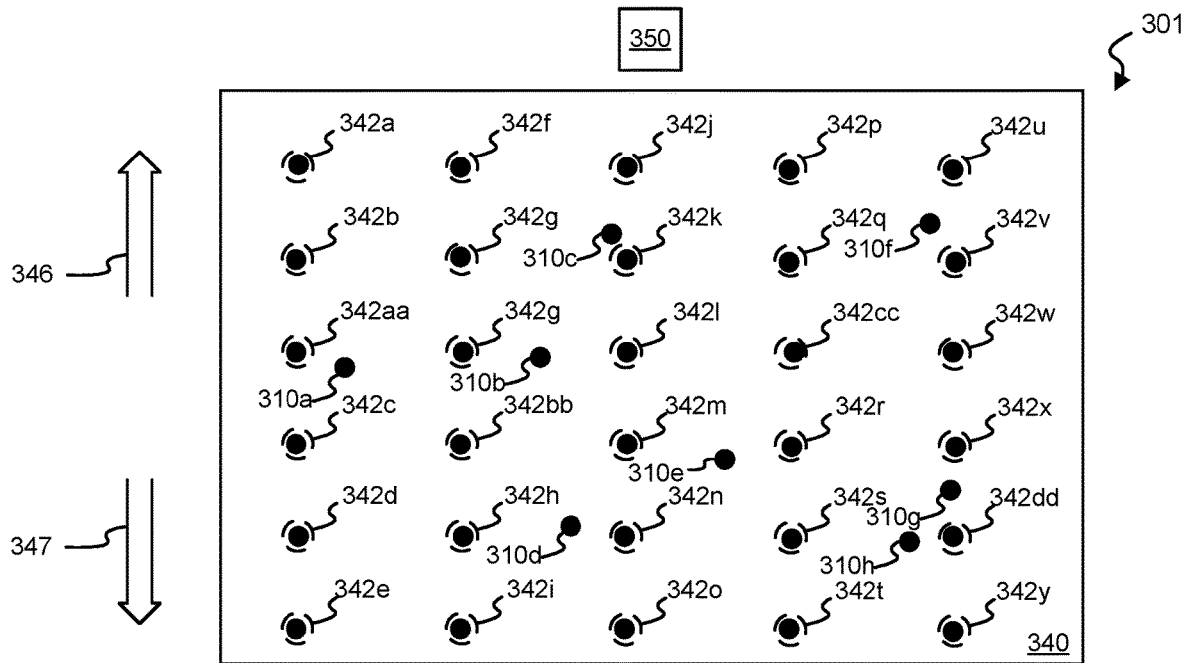 350
301
342a 342f 342j 342p 342u
342b 342g 342k 342q 342v
310c 310f
346
342aa 342g 342l 342cc 342w
310a 310b
342c 342bb 342m 342r 342x
310e
342d 342h 342n 342s 342dd
310g
347
310d 310h
342e 342i 342o 342t 342y
340